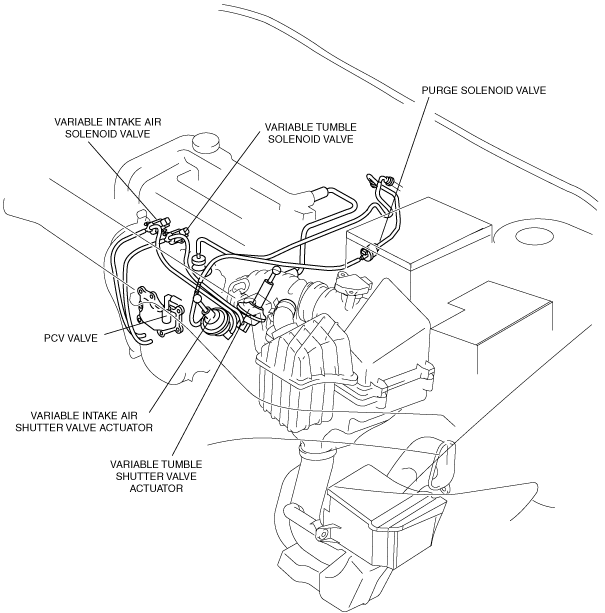 PURGE SOLENOID VALVE
VARIABLE INTAKE AIR
SOLENOID VALVE
VARIABLE TUMBLE
SOLENOID VALVE
PCV VALVE
VARIABLE INTAKE AIR
SHUTTER VALVE ACTUATOR
VARIABLE TUMBLE
SHUTTER VALVE
ACTUATOR